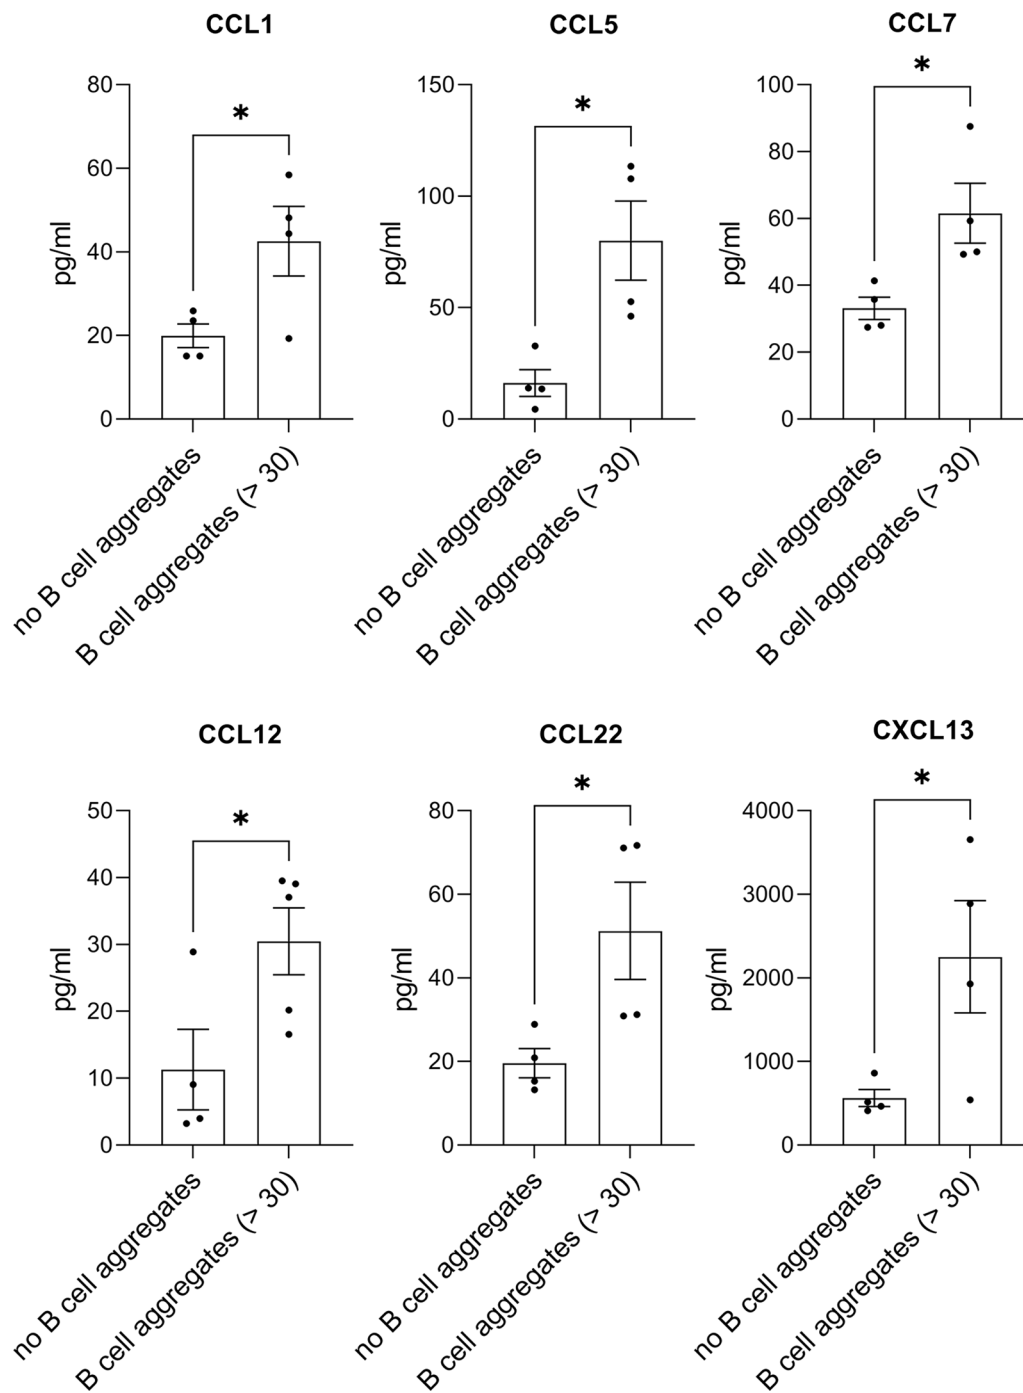 CCL1
80
60
40
20
0
pg/ml
*
no B cell aggregates
B cell aggregates (> 30)
CCL5
150
100
50
0
pg/ml
*
no B cell aggregates
B cell aggregates (> 30)
CCL7
100
80
60
40
20
0
pg/ml
*
no B cell aggregates
B cell aggregates (> 30)
CCL12
50
40
30
20
10
0
pg/ml
*
no B cell aggregates
B cell aggregates (> 30)
CCL22
80
60
40
20
0
pg/ml
*
no B cell aggregates
B cell aggregates (> 30)
CXCL13
4000
3000
2000
1000
0
pg/ml
*
no B cell aggregates
B cell aggregates (> 30)